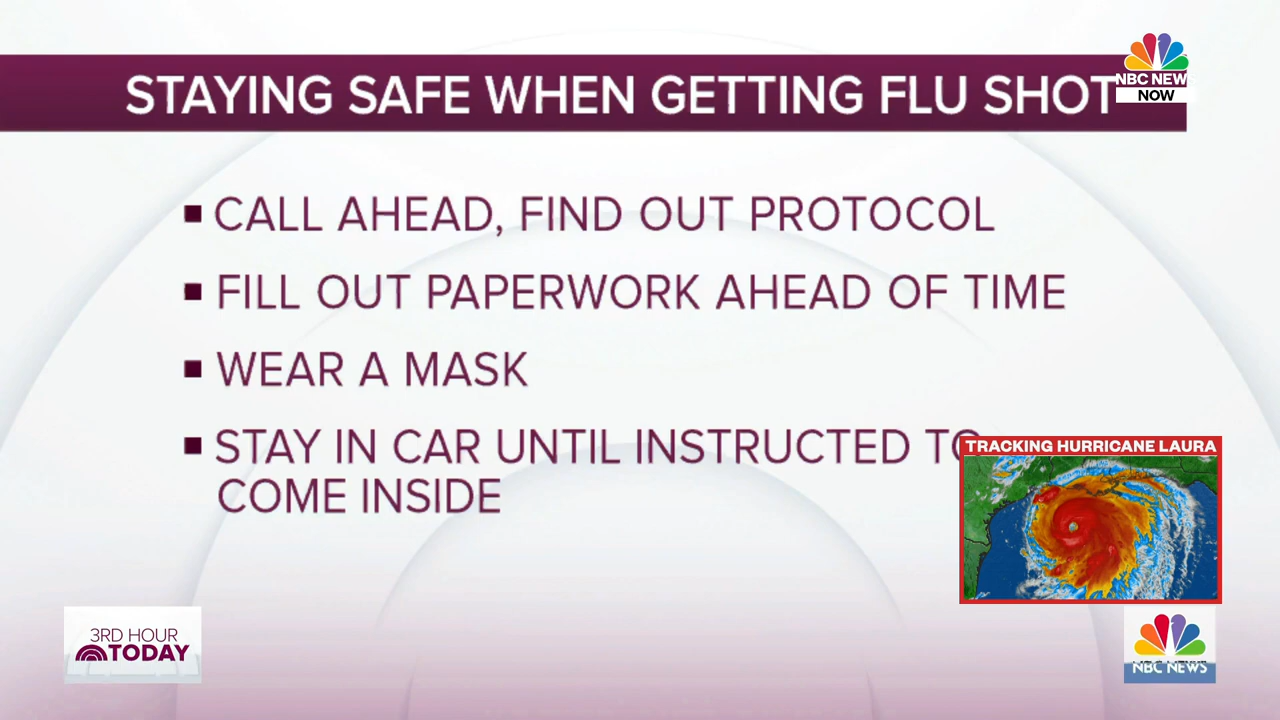 STAYING SAFE WHEN GETTING FLU SHOT
NBC NEWS
NOW
▪ CALL AHEAD, FIND OUT PROTOCOL
▪ FILL OUT PAPERWORK AHEAD OF TIME
▪ WEAR A MASK
▪ STAY IN CAR UNTIL INSTRUCTED TO
COME INSIDE
TRACKING HURRICANE LAURA
3RD HOUR
TODAY
NBC NEWS